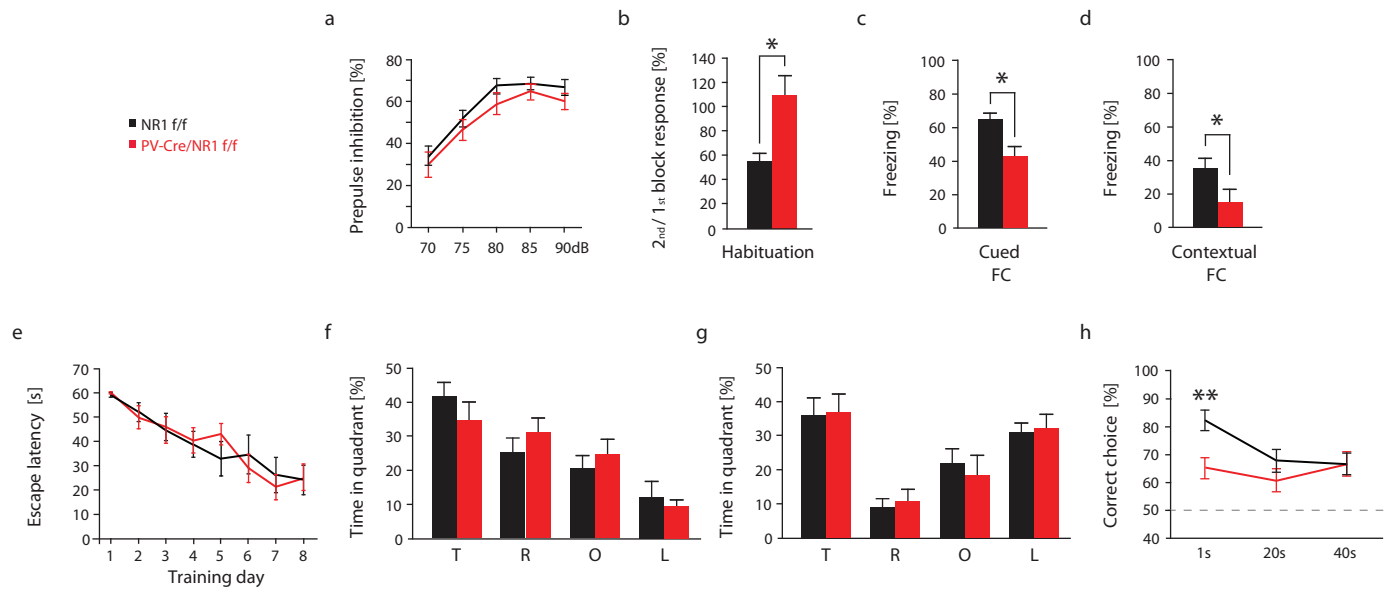 a
b
c
d
NR1 f/f
PV-Cre/NR1 f/f
Prepulse inhibition [%]
80
60
40
20
0
70 75 80 85 90dB
2nd/ 1st block response [%]
140
120
100
80
60
40
20
0
*
Habituation
Freezing [%]
100
80
60
40
20
0
*
Cued
FC
Freezing [%]
100
80
60
40
20
0
*
Contextual
FC
e
f
g
h
Escape latency [s]
70
60
50
40
30
20
10
0
1 2 3 4 5 6 7 8
Training day
Time in quadrant [%]
50
40
30
20
10
0
T R O L
Time in quadrant [%]
50
40
30
20
10
0
T R O L
Correct choice [%]
100
90
80
70
60
50
40
**
1s 20s 40s